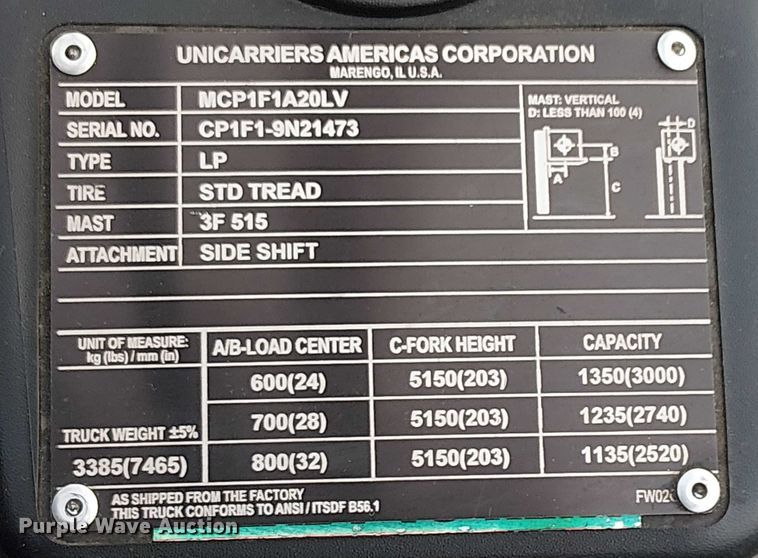 UNICARRIERS AMERICAS CORPORATION
MARENGO, IL U.S.A.
MODEL MCP1F1A20LV
SERIAL NO. CP1F1-9N21473
TYPE LP
TIRE STD TREAD
MAST 3F 515
ATTACHMENT SIDE SHIFT
MAST: VERTICAL
D: LESS THAN 100 (4)
D
B
A
C
UNIT OF MEASURE:
kg (lbs) / mm (in)
A/B-LOAD CENTER C-FORK HEIGHT CAPACITY
600(24) 5150(203) 1350(3000)
700(28) 5150(203) 1235(2740)
TRUCK WEIGHT ±5%
3385(7465) 800(32) 5150(203) 1135(2520)
AS SHIPPED FROM THE FACTORY
THIS TRUCK CONFORMS TO ANSI / ITSDF B56.1
Purple Wave Auction